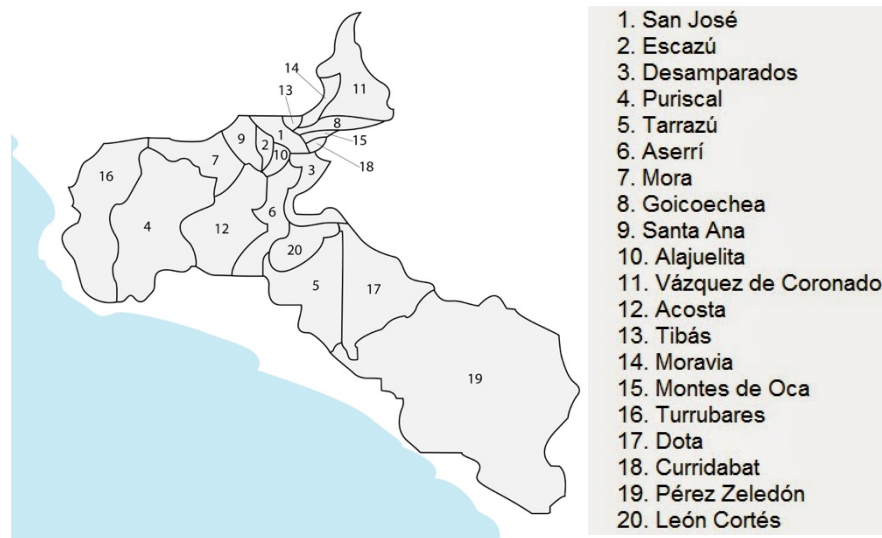 14
11
13
8
1
9
2
15
10
18
3
7
16
6
4
12
20
5
17
19
1. San José
2. Escazú
3. Desamparados
4. Puriscal
5. Tarrazú
6. Aserrí
7. Mora
8. Goicoechea
9. Santa Ana
10. Alajuelita
11. Vázquez de Coronado
12. Acosta
13. Tibás
14. Moravia
15. Montes de Oca
16. Turrubares
17. Dota
18. Curridabat
19. Pérez Zeledón
20. León Cortés